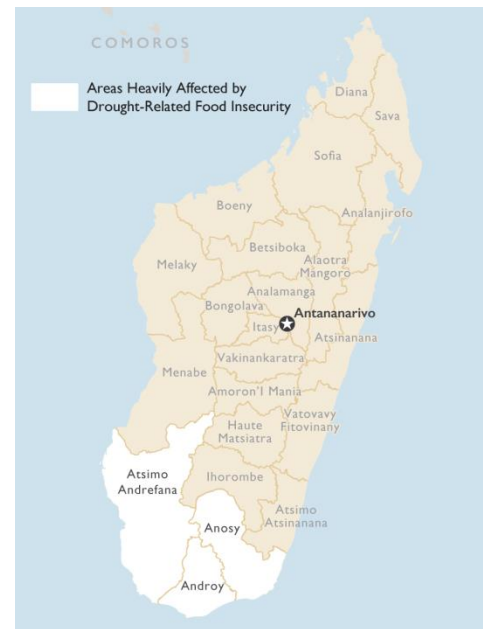 COMOROS
Areas Heavily Affected by
Drought-Related Food Insecurity
Diana
Sava
Sofia
Analanjirofo
Boeny
Betsiboka
Alaotra
Mangoro
Melaky
Analamanga
Bongolava
Antananarivo
Itasy
Atsinanana
Vakinankaratra
Menabe
Amoron'I Mania
Vatovavy
Fitovinany
Haute
Matsiatra
Atsimo
Andrefana
Ihorombe
Atsimo
Atsinanana
Anosy
Androy